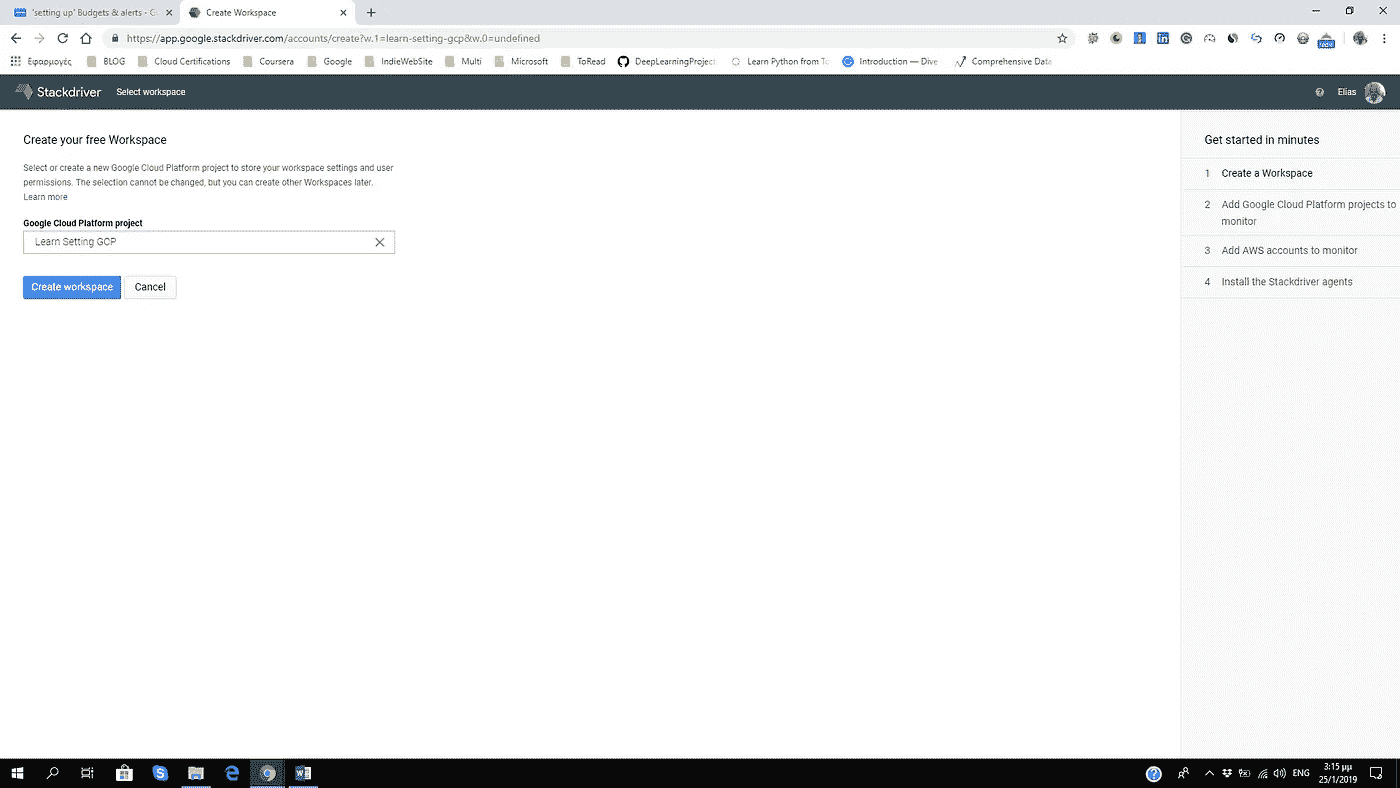 'setting up' Budgets & alerts - G
Create Workspace
https://app.google.stackdriver.com/accounts/create?w.1=learn-setting-gcp&w.0=undefined
Εφαρμογές BLOG Cloud Certifications Coursera Google IndieWebSite Multi Microsoft ToRead DeepLearningProject Learn Python from To Introduction — Dive Comprehensive Data
Stackdriver Select workspace Elias
Create your free Workspace
Select or create a new Google Cloud Platform project to store your workspace settings and user
permissions. The selection cannot be changed, but you can create other Workspaces later.
Learn more
Google Cloud Platform project
Learn Setting GCP
Create workspace Cancel
Get started in minutes
1 Create a Workspace
2 Add Google Cloud Platform projects to
monitor
3 Add AWS accounts to monitor
4 Install the Stackdriver agents
ENG
3:15 μμ
25/1/2019